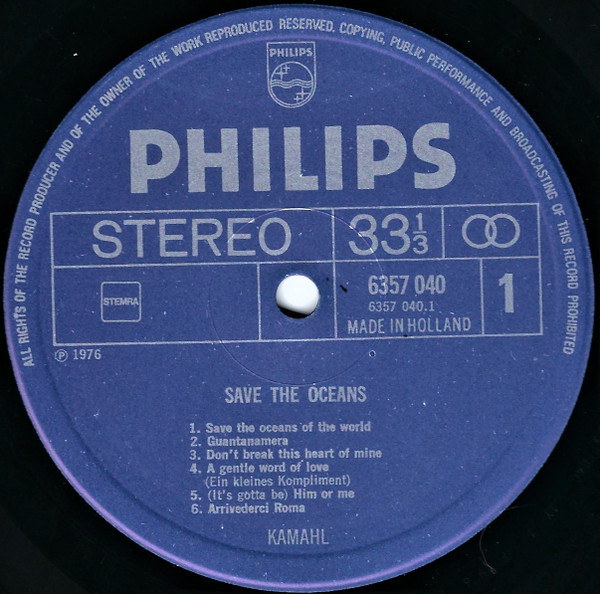 ALL RIGHTS OF THE RECORD PRODUCER AND OF THE OWNER OF THE WORK REPRODUCED RESERVED. COPYING, PUBLIC PERFORMANCE AND BROADCASTING OF THIS RECORD PROHIBITED
PHILIPS
PHILIPS
STEREO 33⅓
STEMRA
6357 040
6357 040.1
MADE IN HOLLAND
1
℗ 1976
SAVE THE OCEANS
1. Save the oceans of the world
2. Guantanamera
3. Don't break this heart of mine
4. A gentle word of love
(Ein kleines Kompliment)
5. (It's gotta be) Him or me
6. Arrivederci Roma
KAMAHL